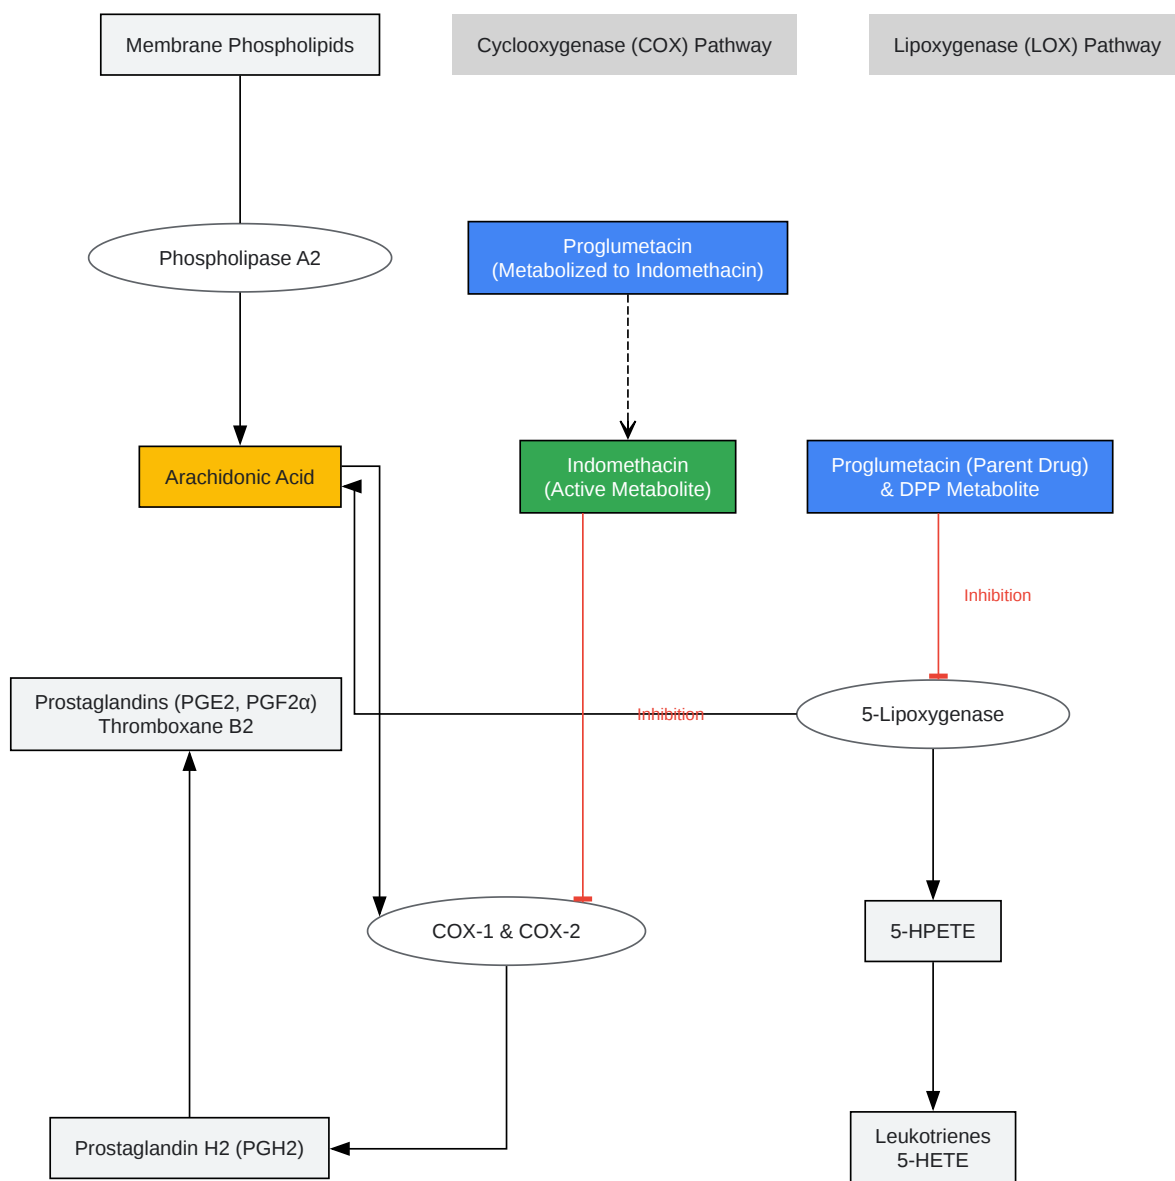 Membrane Phospholipids
Cyclooxygenase (COX) Pathway
Lipoxygenase (LOX) Pathway
Phospholipase A2
Proglumetacin
(Metabolized to Indomethacin)
Arachidonic Acid
Indomethacin
(Active Metabolite)
Proglumetacin (Parent Drug)
& DPP Metabolite
Inhibition
Prostaglandins (PGE2, PGF2α)
Thromboxane B2
Inhibition
5-Lipoxygenase
COX-1 & COX-2
5-HPETE
Prostaglandin H2 (PGH2)
Leukotrienes
5-HETE